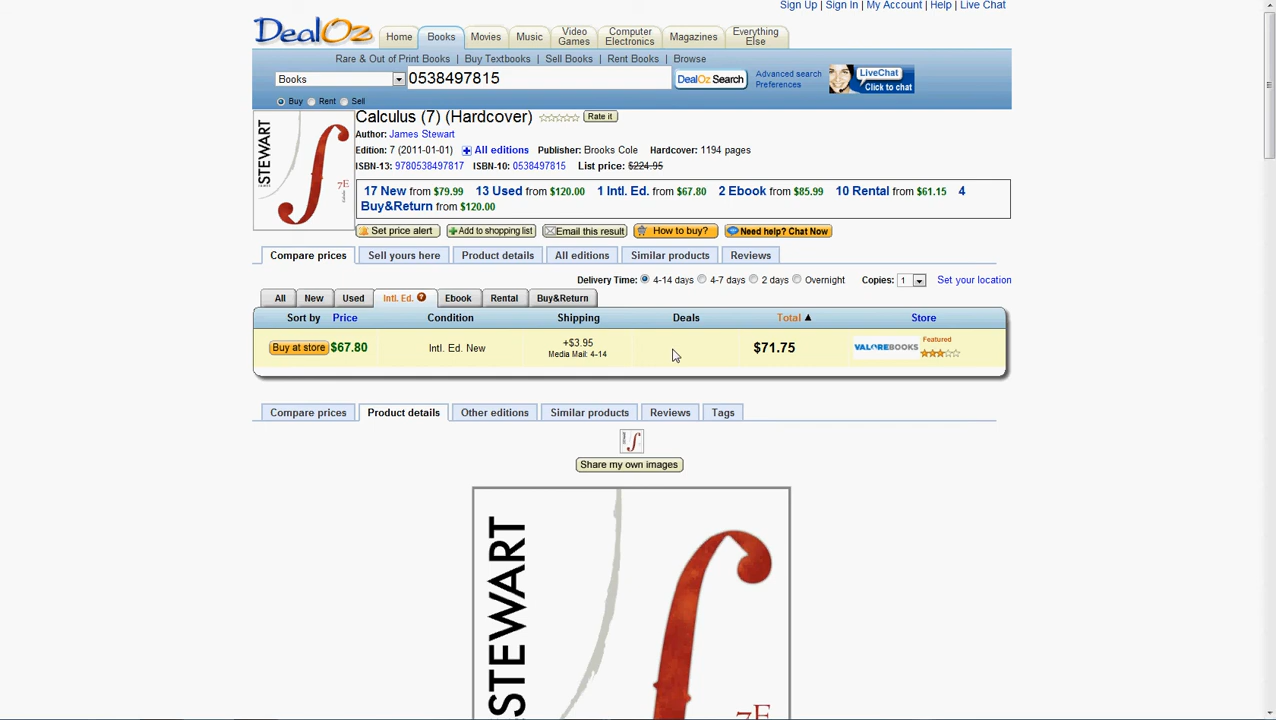 Sign Up | Sign In | My Account | Help | Live Chat
DealOz
Home Books Movies Music Video Games Computer Electronics Magazines Everything Else
Rare & Out of Print Books | Buy Textbooks | Sell Books | Rent Books | Browse
Books 0538497815 DealOz Search Advanced search Preferences LiveChat Click to chat
Buy Rent Sell
Calculus (7) (Hardcover) Rate it
Author: James Stewart
Edition: 7 (2011-01-01) All editions Publisher: Brooks Cole Hardcover: 1194 pages
ISBN-13: 9780538497817 ISBN-10: 0538497815 List price: $224.95
STEWART
7E
17 New from $79.99 13 Used from $120.00 1 Intl. Ed. from $67.80 2 Ebook from $85.99 10 Rental from $61.15 4
Buy&Return from $120.00
Set price alert Add to shopping list Email this result How to buy? Need help? Chat Now
Compare prices Sell yours here Product details All editions Similar products Reviews
Delivery Time: 4-14 days 4-7 days 2 days Overnight Copies: 1 Set your location
All New Used Intl. Ed. ? Ebook Rental Buy&Return
Sort by Price Condition Shipping Deals Total ▲ Store
Buy at store $67.80 Intl. Ed. New +$3.95 Media Mail: 4-14 $71.75 VALOREBOOKS Featured
Compare prices Product details Other editions Similar products Reviews Tags
Share my own images
STEWART
7E